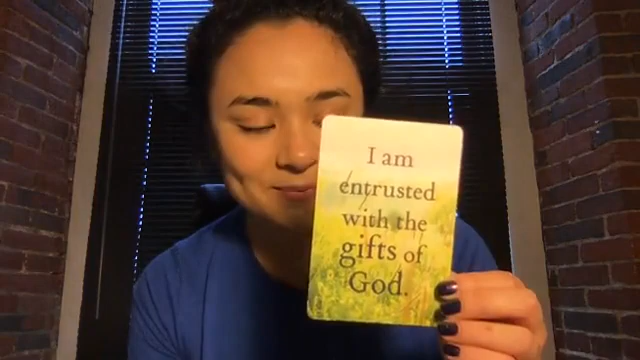 I am
entrusted
with the
gifts of
God.